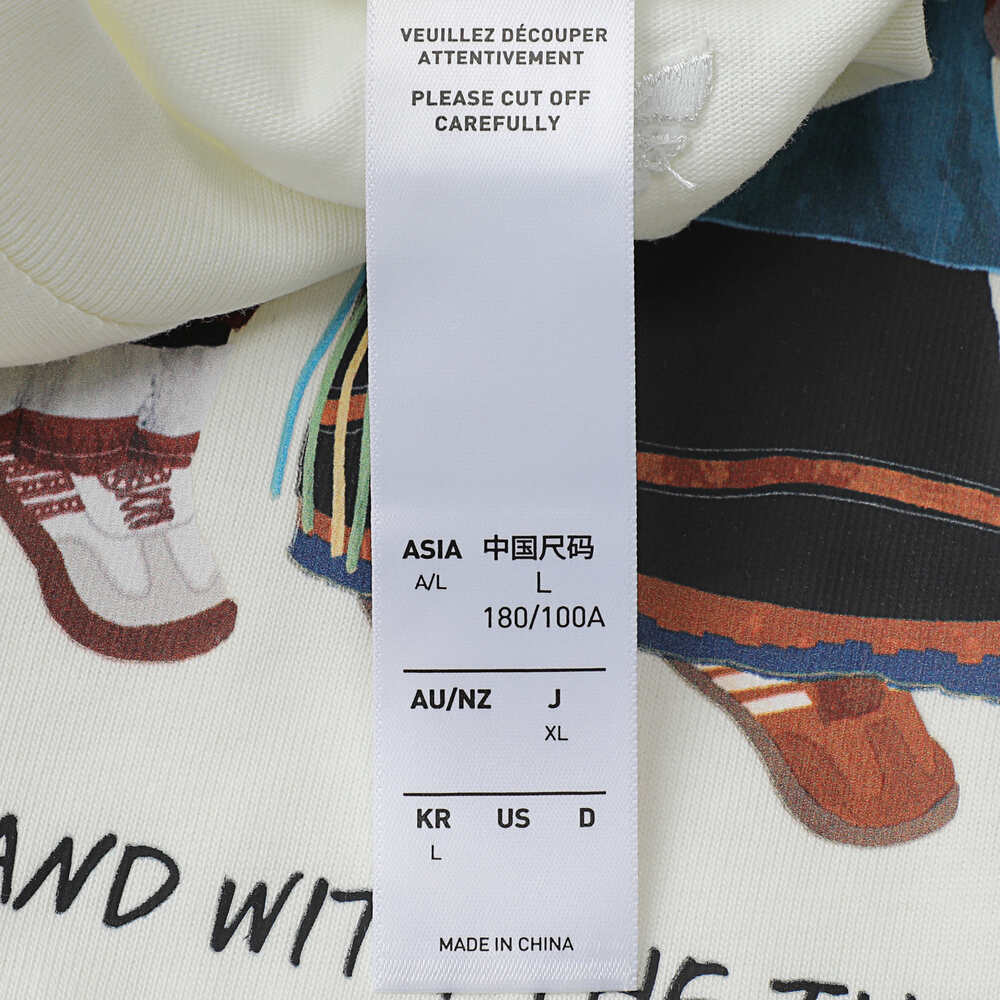 VEUILLEZ DÉCOUPER
ATTENTIVEMENT
PLEASE CUT OFF
CAREFULLY
ASIA 中国尺码
A/L L
180/100A
AU/NZ J
XL
KR US D
L
MADE IN CHINA
AND WIT
THE